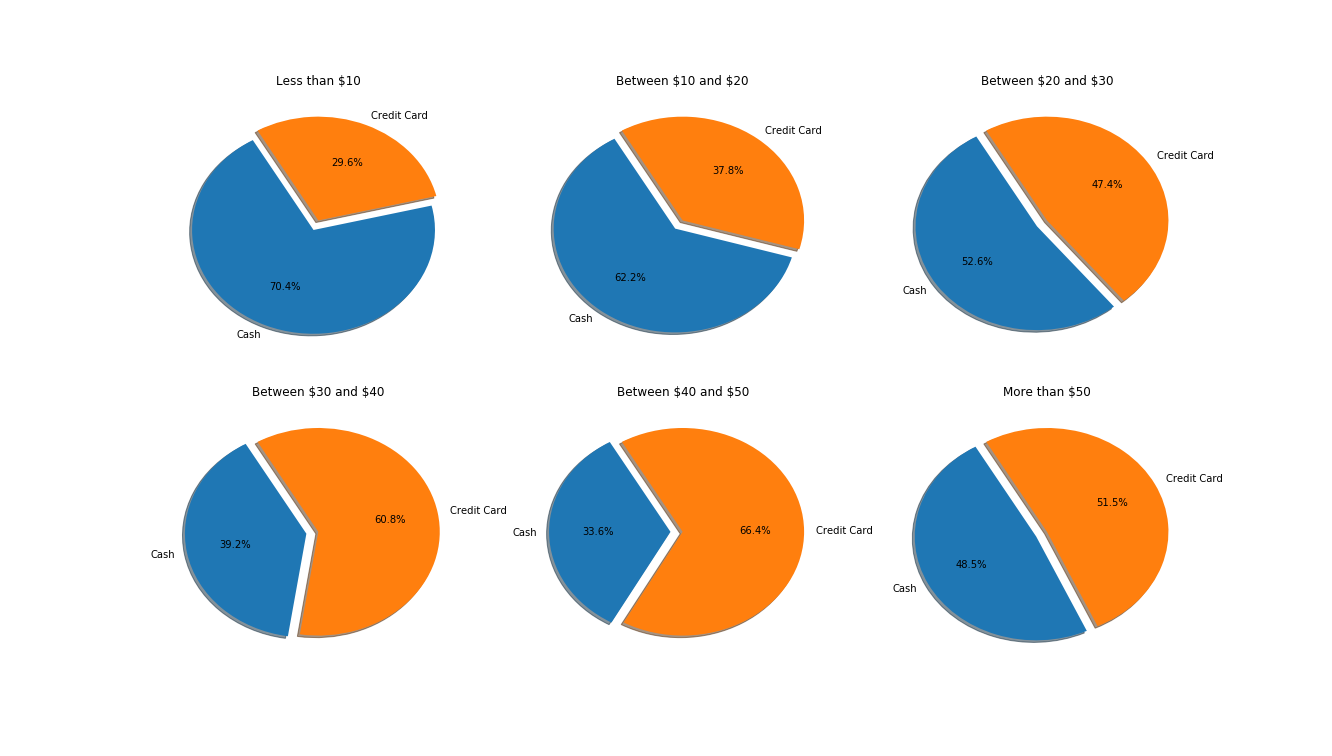 Less than $10
Credit Card
29.6%
70.4%
Cash
Between $10 and $20
Credit Card
37.8%
62.2%
Cash
Between $20 and $30
Credit Card
47.4%
52.6%
Cash
Between $30 and $40
Credit Card
60.8%
39.2%
Cash
Between $40 and $50
Credit Card
66.4%
33.6%
Cash
More than $50
Credit Card
51.5%
48.5%
Cash